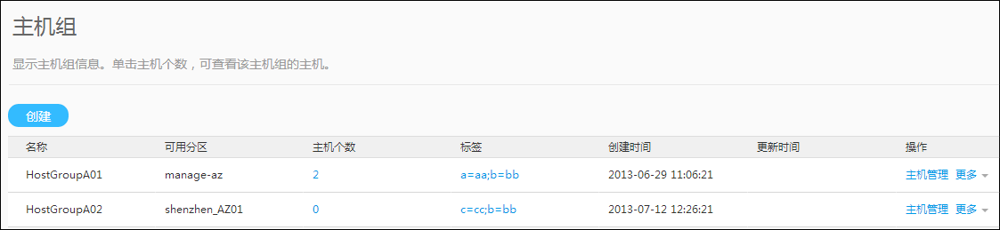 主机组
显示主机组信息。单击主机个数，可查看该主机组的主机。
创建
名称 可用分区 主机个数 标签 创建时间 更新时间 操作
HostGroupA01 manage-az 2 a=aa;b=bb 2013-06-29 11:06:21 主机管理 更多
HostGroupA02 shenzhen_AZ01 0 c=cc;b=bb 2013-07-12 12:26:21 主机管理 更多